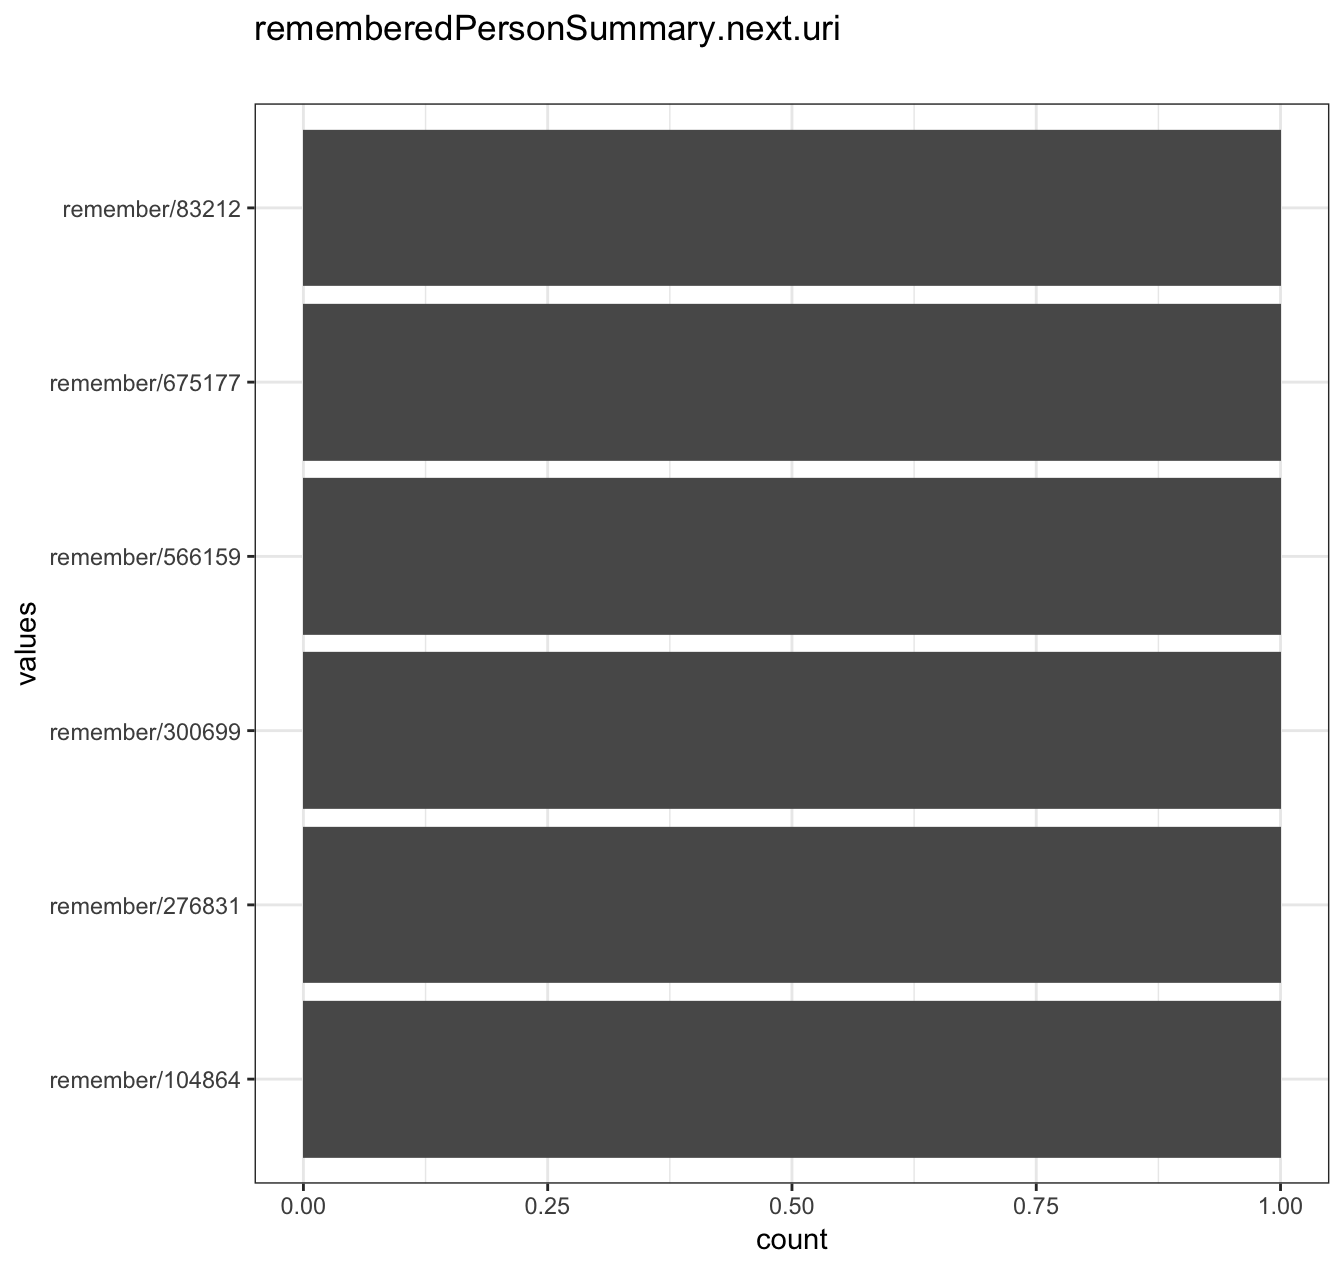 rememberedPersonSummary.next.uri
remember/83212
remember/675177
remember/566159
remember/300699
remember/276831
remember/104864
values
0.00 0.25 0.50 0.75 1.00
count